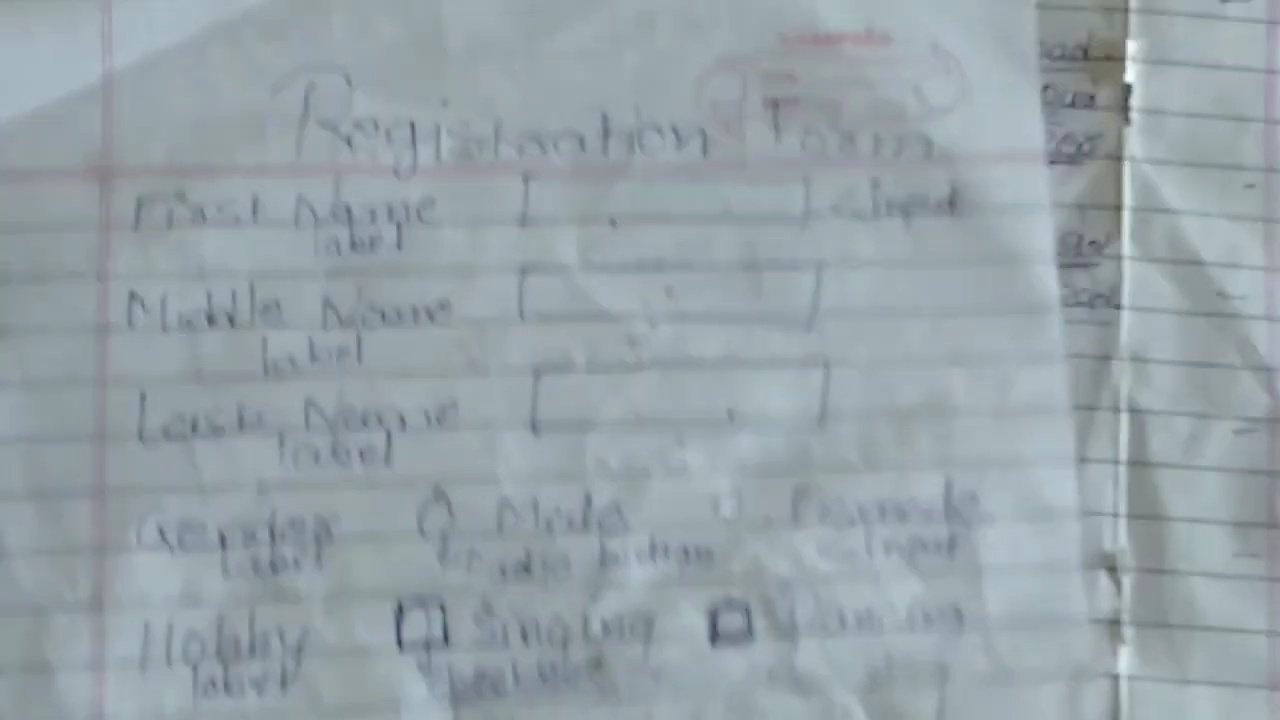 Registration Form
First Name
Input
label
Middle Name
label
Last Name
label
Gender Male Female
label Radio button Input
Hobby Singing Dancing
label